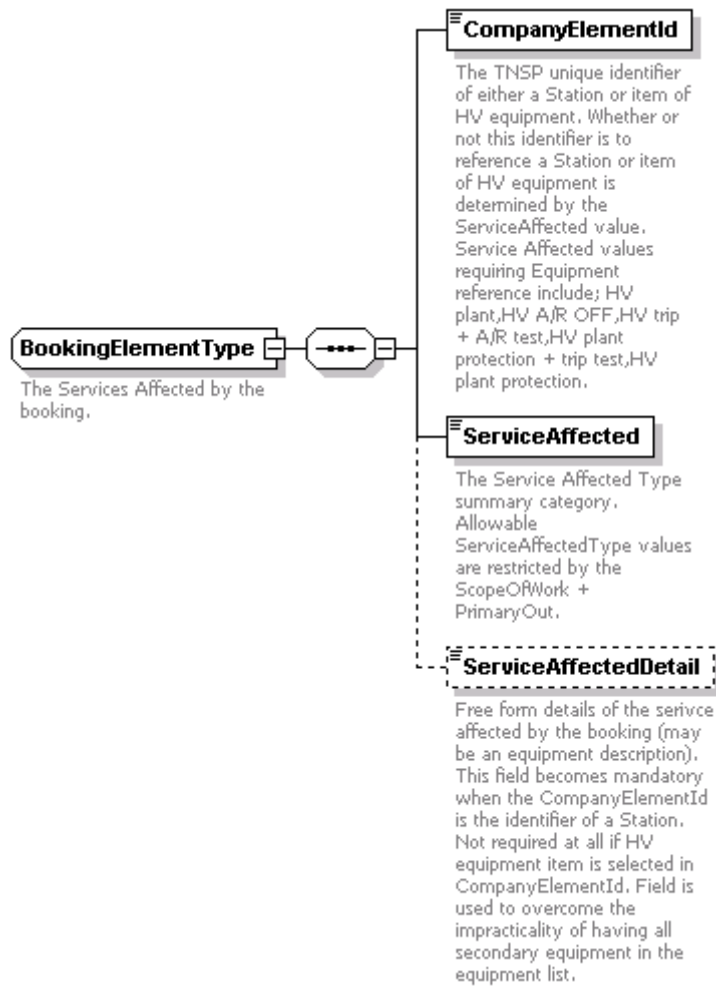 CompanyElementId
The TNSP unique identifier
of either a Station or item of
HV equipment. Whether or
not this identifier is to
reference a Station or item
of HV equipment is
determined by the
ServiceAffected value.
Service Affected values
requiring Equipment
reference include; HV
plant,HV A/R OFF,HV trip
+ A/R test,HV plant
protection + trip test,HV
plant protection.
BookingElementType
The Services Affected by the
booking.
ServiceAffected
The Service Affected Type
summary category.
Allowable
ServiceAffectedType values
are restricted by the
ScopeOfWork +
PrimaryOut.
ServiceAffectedDetail
Free form details of the serivce
affected by the booking (may
be an equipment description).
This field becomes mandatory
when the CompanyElementId
is the identifier of a Station.
Not required at all if HV
equipment item is selected in
CompanyElementId. Field is
used to overcome the
impracticality of having all
secondary equipment in the
equipment list.